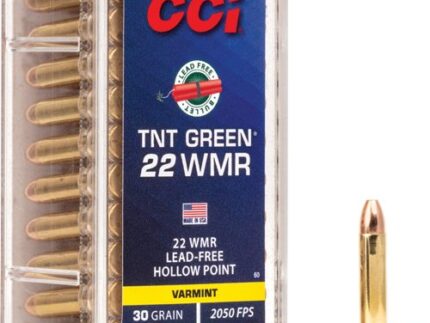 CCI
LEAD FREE
BULLET
TNT GREEN®
22 WMR
MADE IN USA
22 WMR
LEAD-FREE
HOLLOW POINT
60
VARMINT
30 GRAIN 2050 FPS